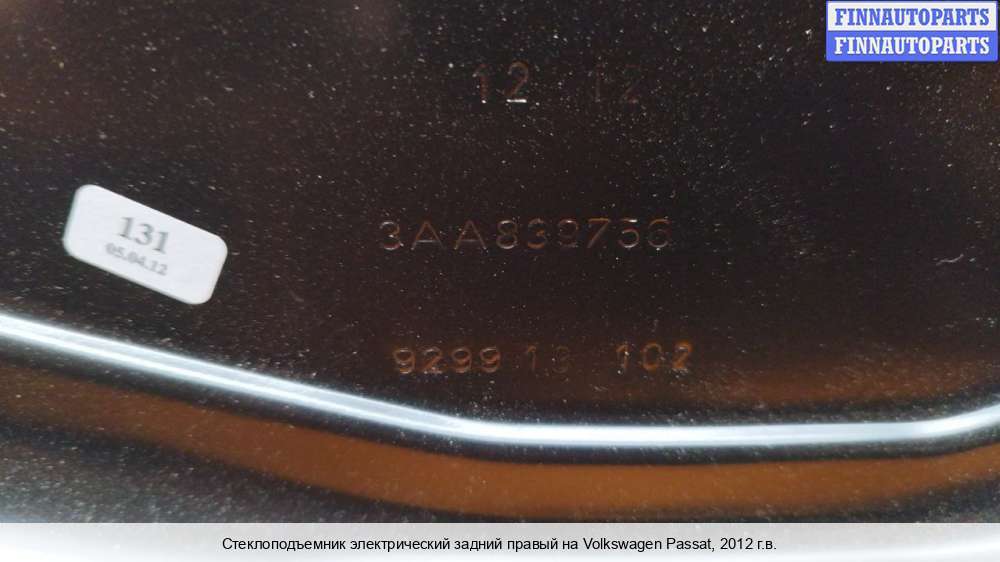 FINNAUTOPARTS
FINNAUTOPARTS
12 12
131
05.04.12
3AA839756
9299 13 102
Стеклоподъемник электрический задний правый на Volkswagen Passat, 2012 г.в.